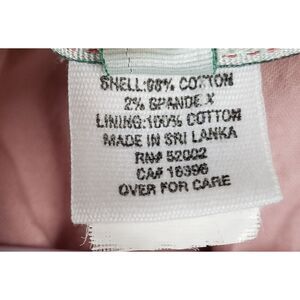 SHELL:98% COTTON
2% SPANDEX
LINING:100% COTTON
MADE IN SRI LANKA
RN# 52002
CA# 16396
OVER FOR CARE